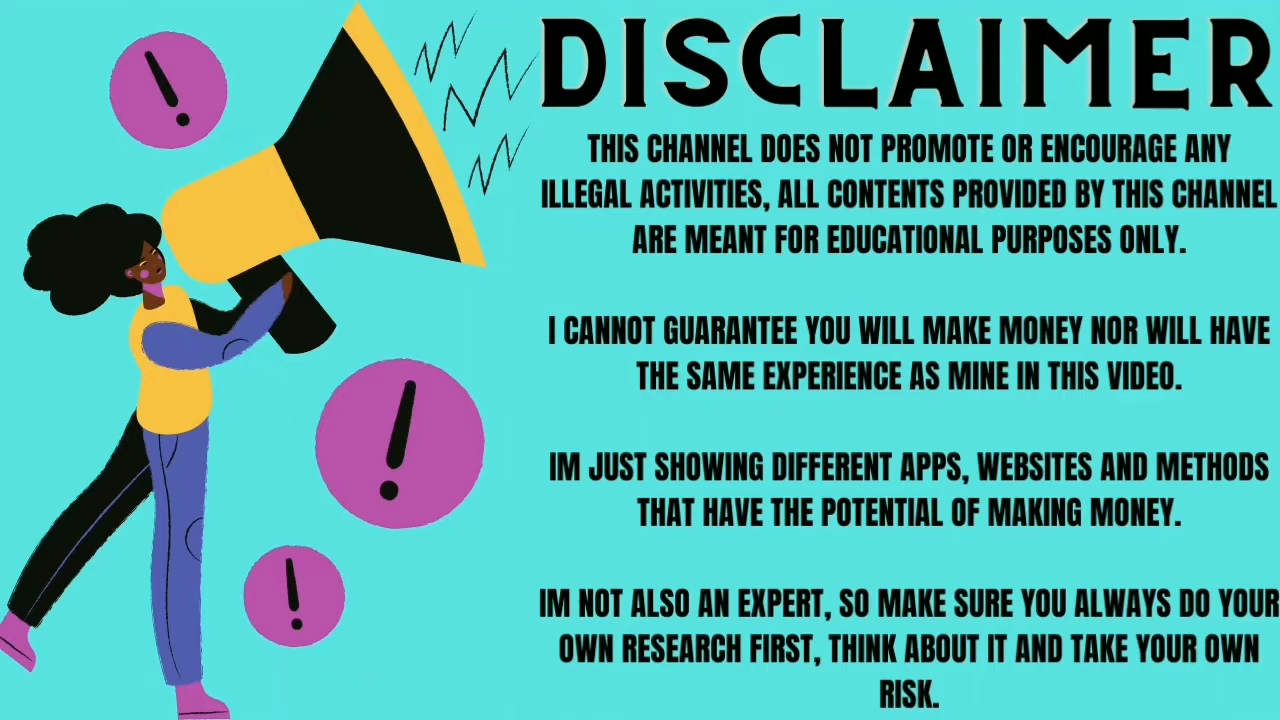 DISCLAIMER
THIS CHANNEL DOES NOT PROMOTE OR ENCOURAGE ANY
ILLEGAL ACTIVITIES, ALL CONTENTS PROVIDED BY THIS CHANNEL
ARE MEANT FOR EDUCATIONAL PURPOSES ONLY.
I CANNOT GUARANTEE YOU WILL MAKE MONEY NOR WILL HAVE
THE SAME EXPERIENCE AS MINE IN THIS VIDEO.
IM JUST SHOWING DIFFERENT APPS, WEBSITES AND METHODS
THAT HAVE THE POTENTIAL OF MAKING MONEY.
IM NOT ALSO AN EXPERT, SO MAKE SURE YOU ALWAYS DO YOUR
OWN RESEARCH FIRST, THINK ABOUT IT AND TAKE YOUR OWN
RISK.